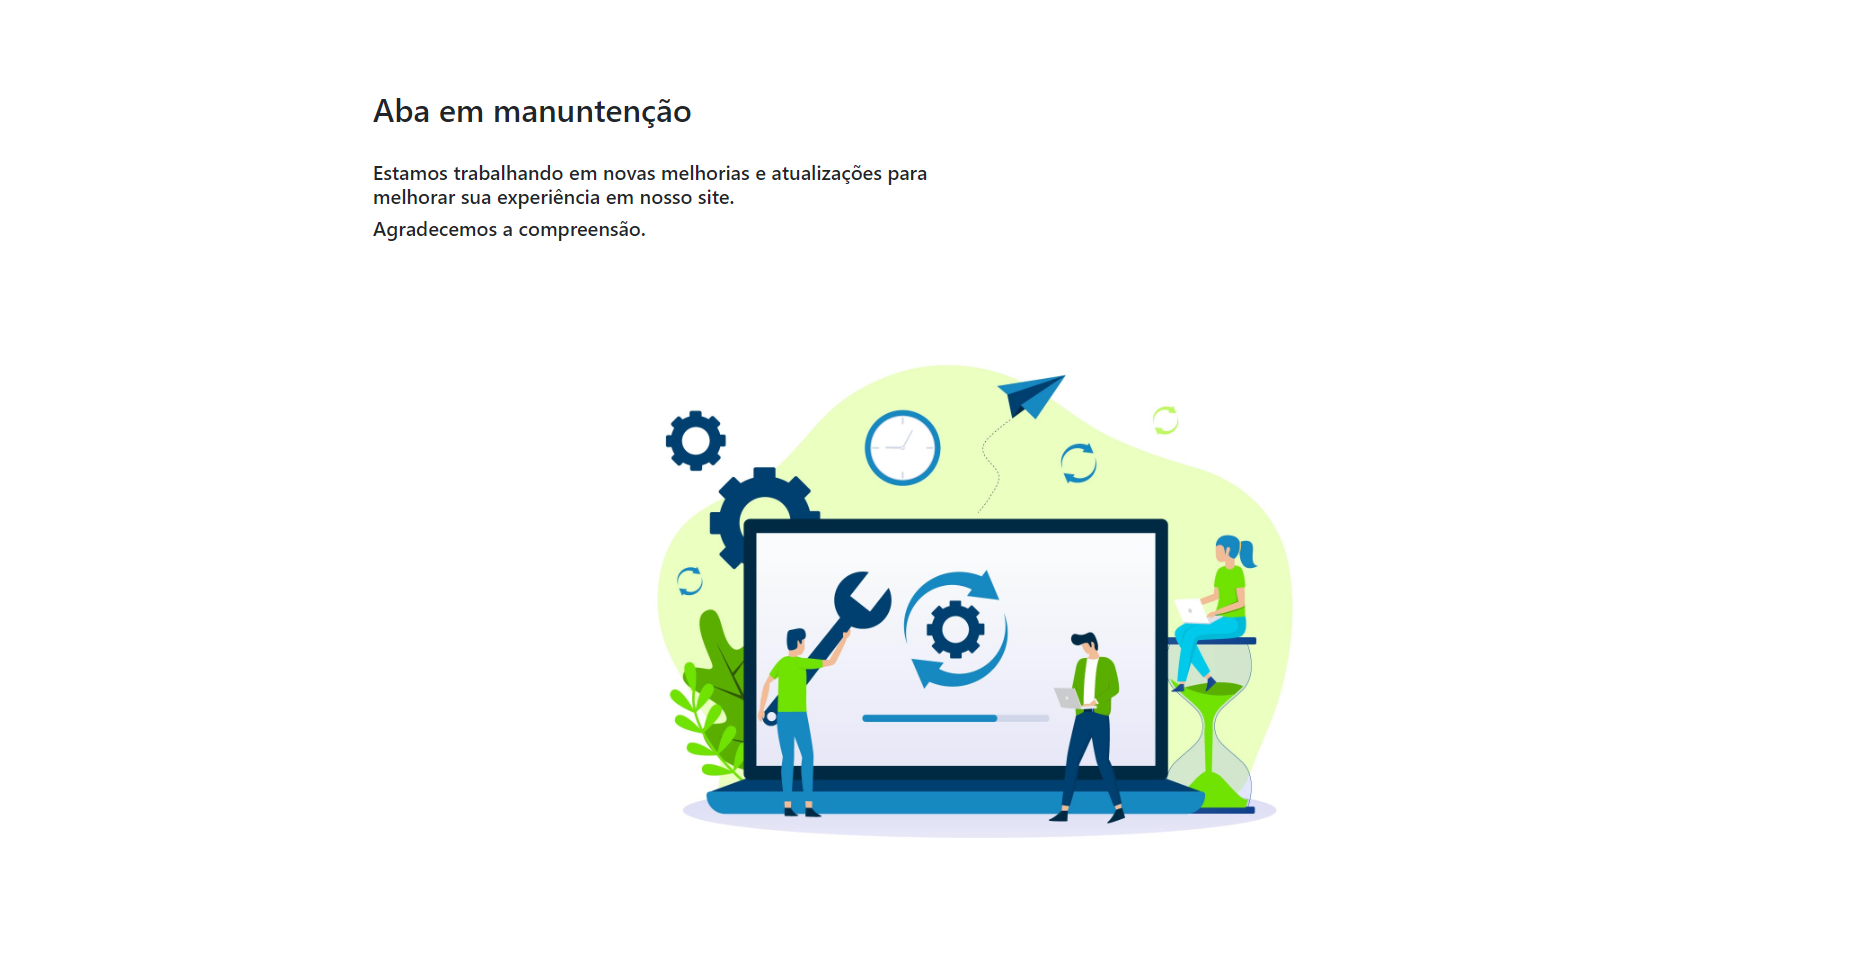 Aba em manuntenção
Estamos trabalhando em novas melhorias e atualizações para
melhorar sua experiência em nosso site.
Agradecemos a compreensão.